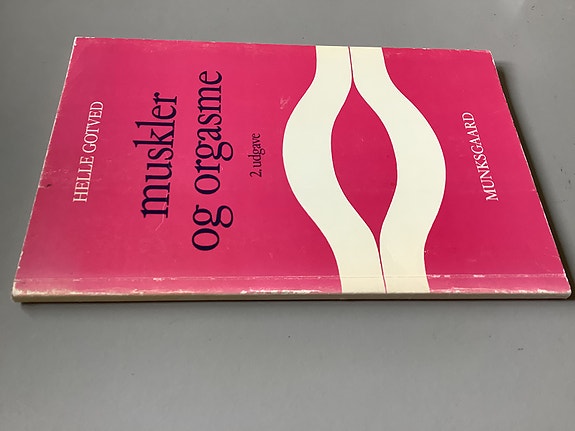 HELLE GOTVED
muskler
og orgasme
2. udgave
MUNKSGAARD